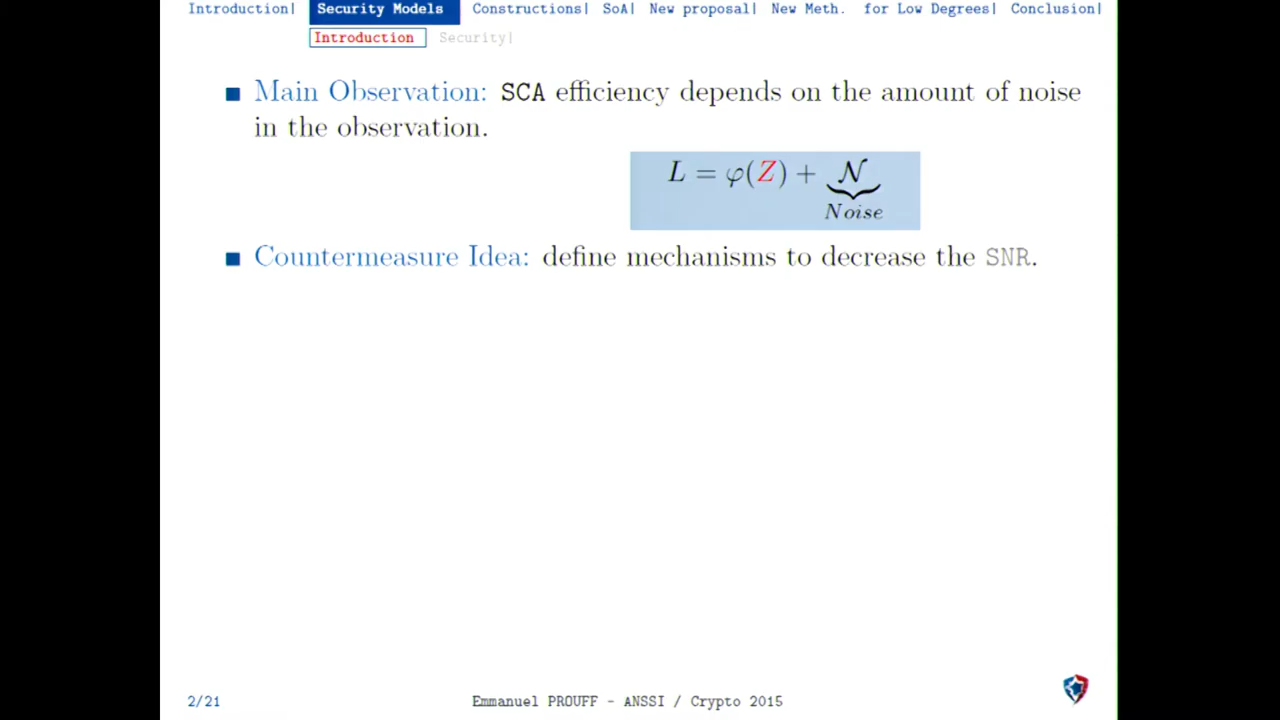 Introduction| Security Models Constructions| SoA| New proposal| New Meth. for Low Degrees| Conclusion|
Introduction Security|
Main Observation: SCA efficiency depends on the amount of noise
in the observation.
L = φ(Z) + 𝒩
Noise
Countermeasure Idea: define mechanisms to decrease the SNR.
2/21 Emmanuel PROUFF - ANSSI / Crypto 2015